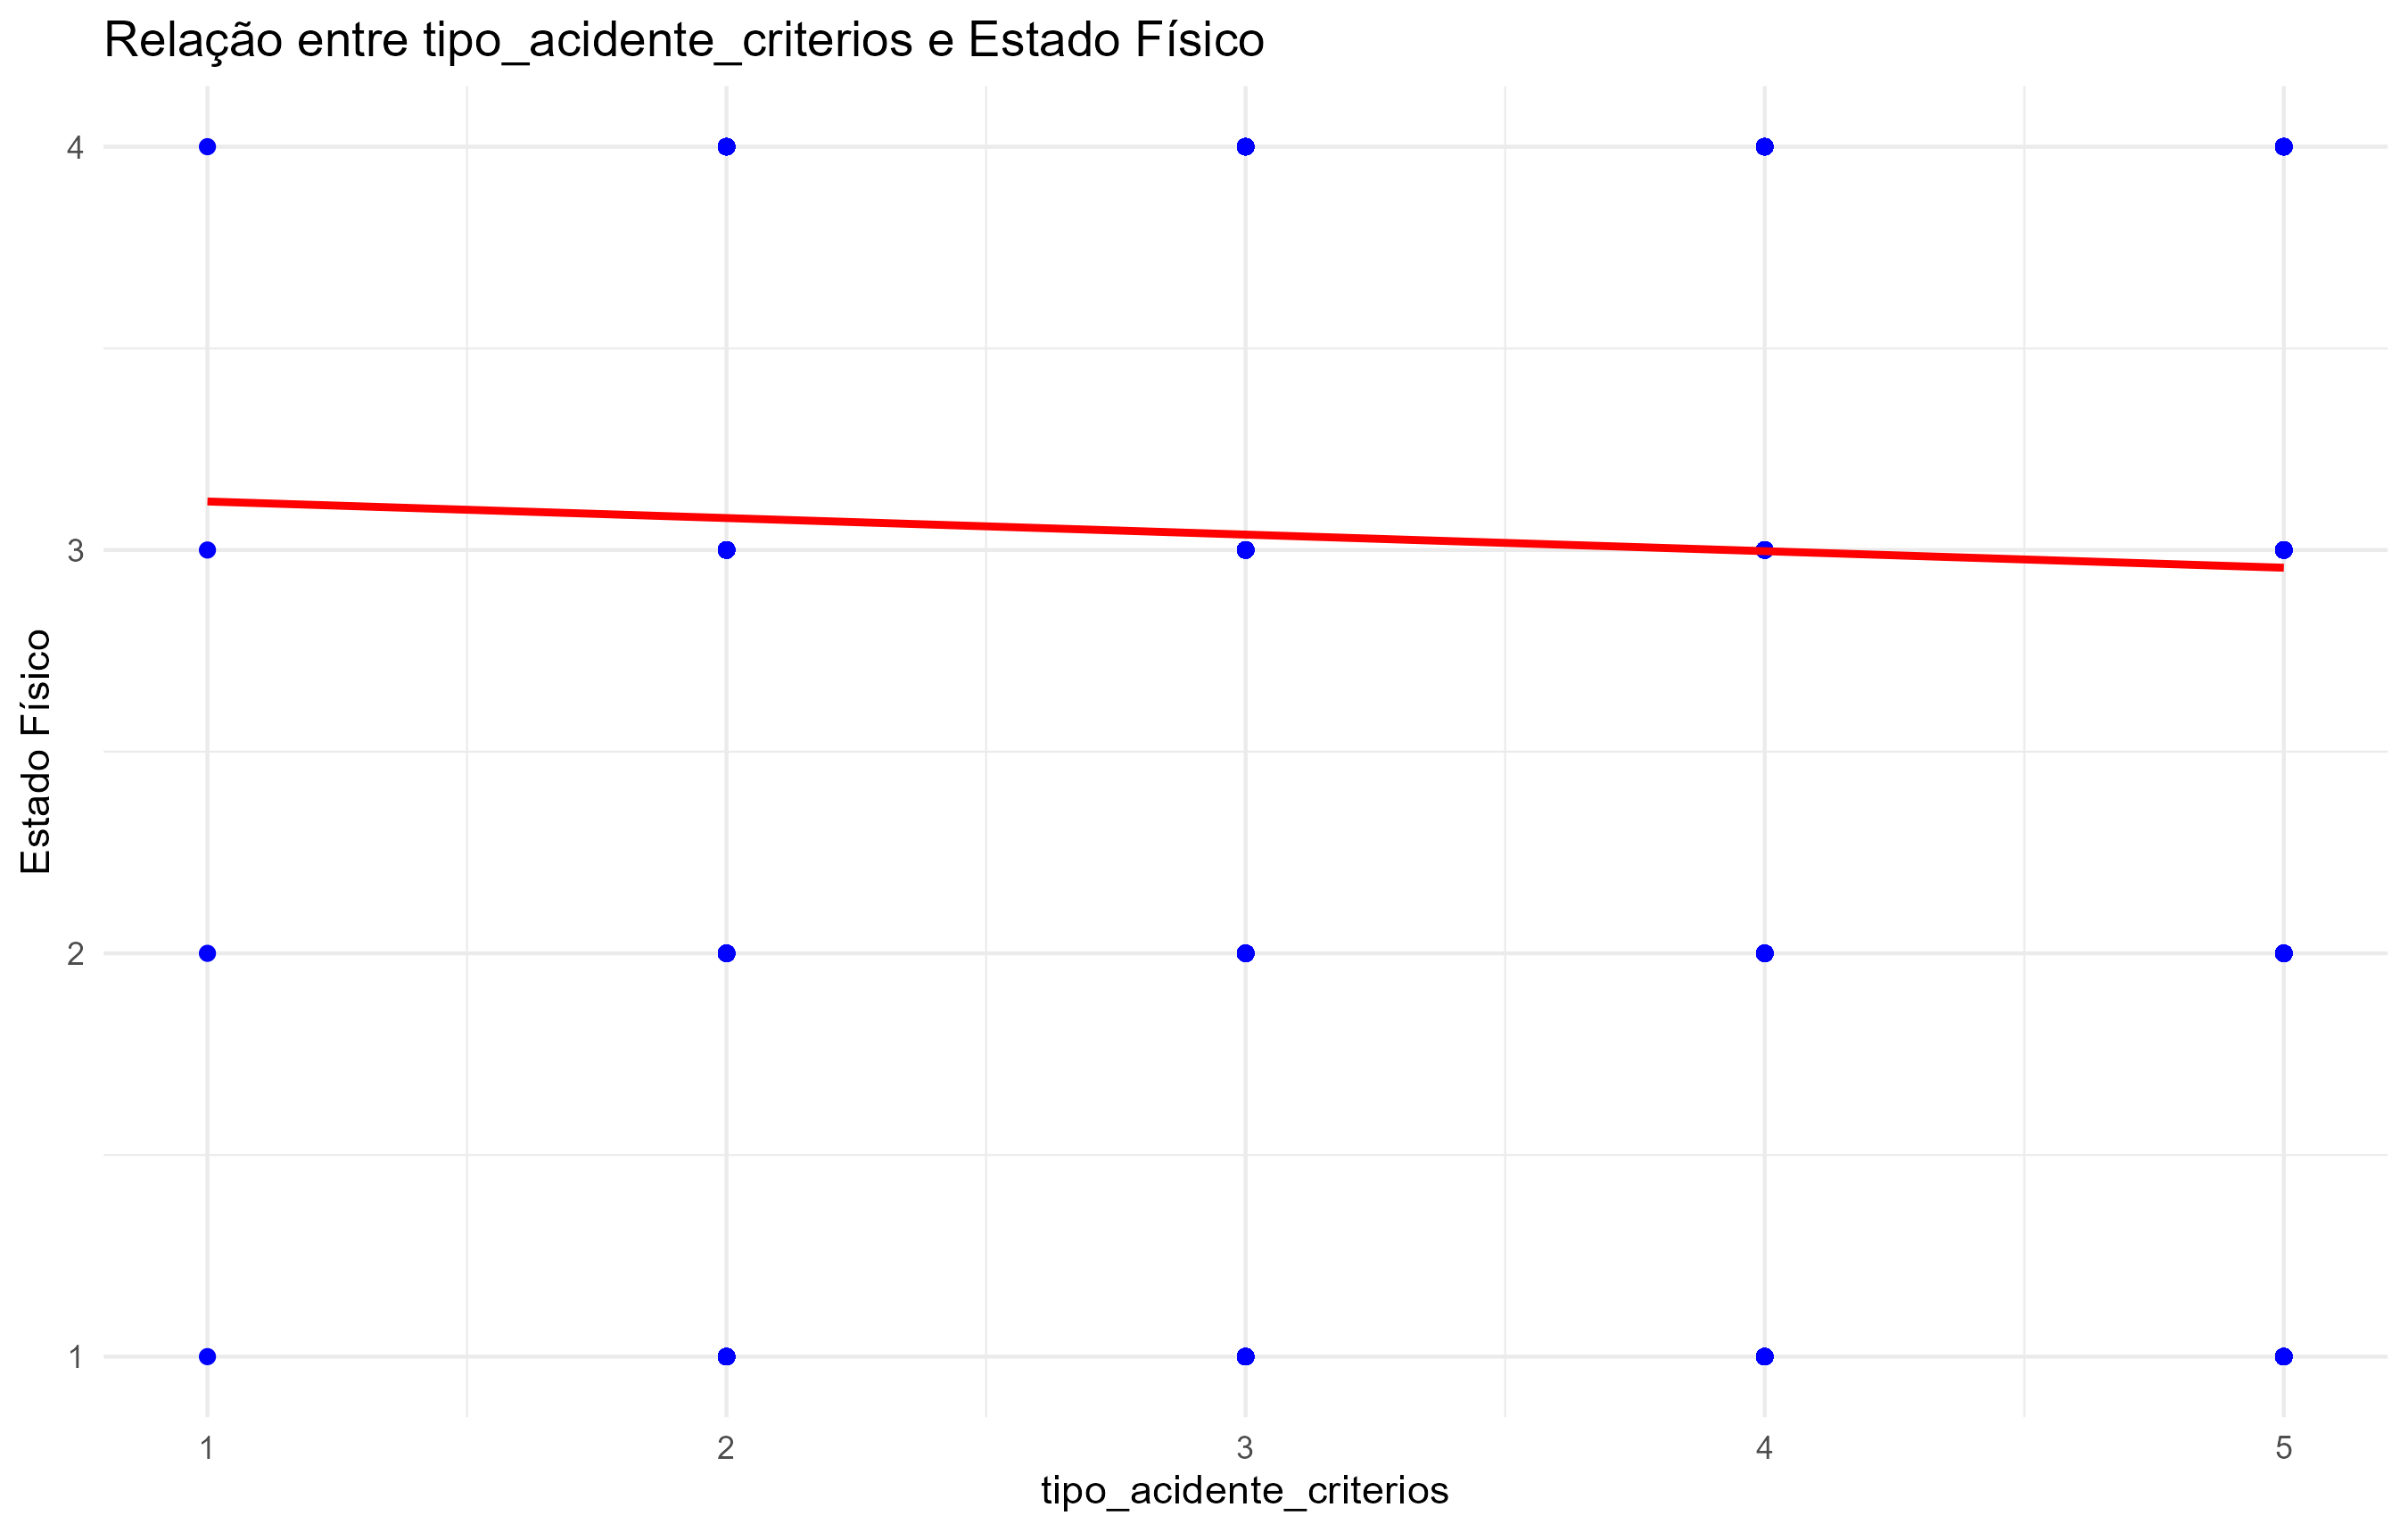 Relação entre tipo_acidente_criterios e Estado Físico
Estado Físico
4
3
2
1
1 2 3 4 5
tipo_acidente_criterios